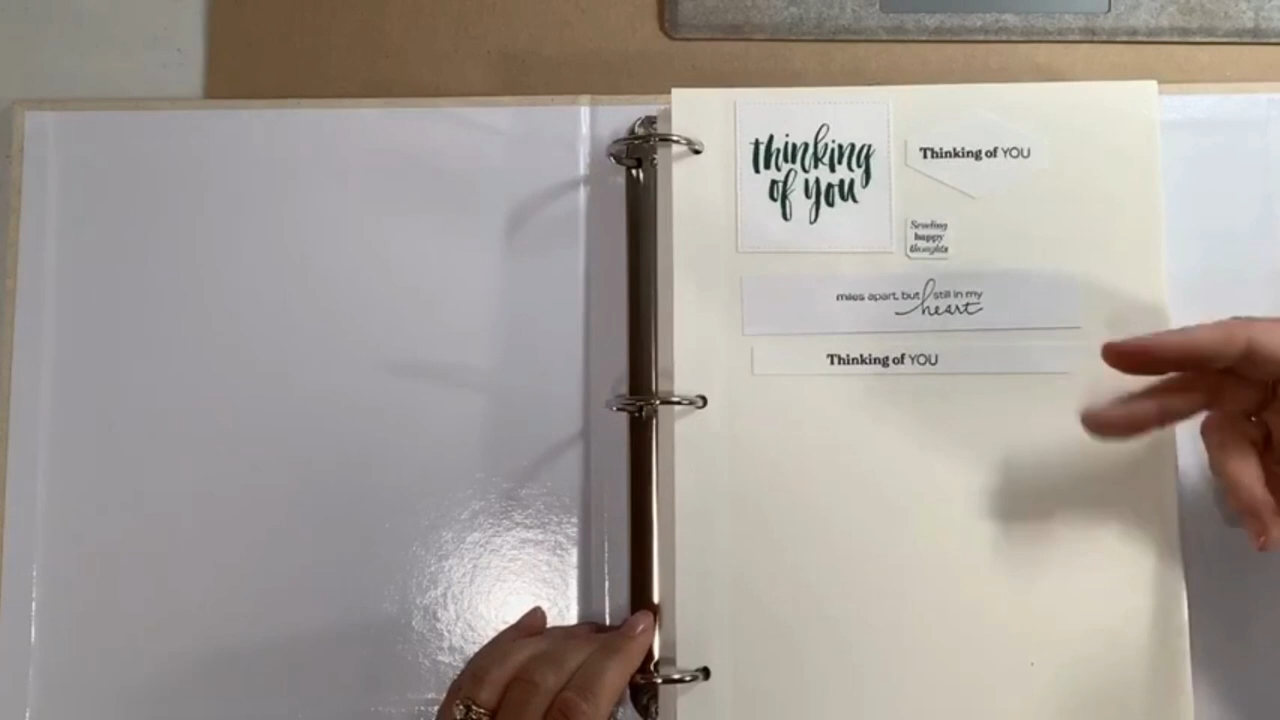 thinking
of you
Thinking of YOU
Sending
happy
thoughts
miles apart, but still in my
heart
Thinking of YOU